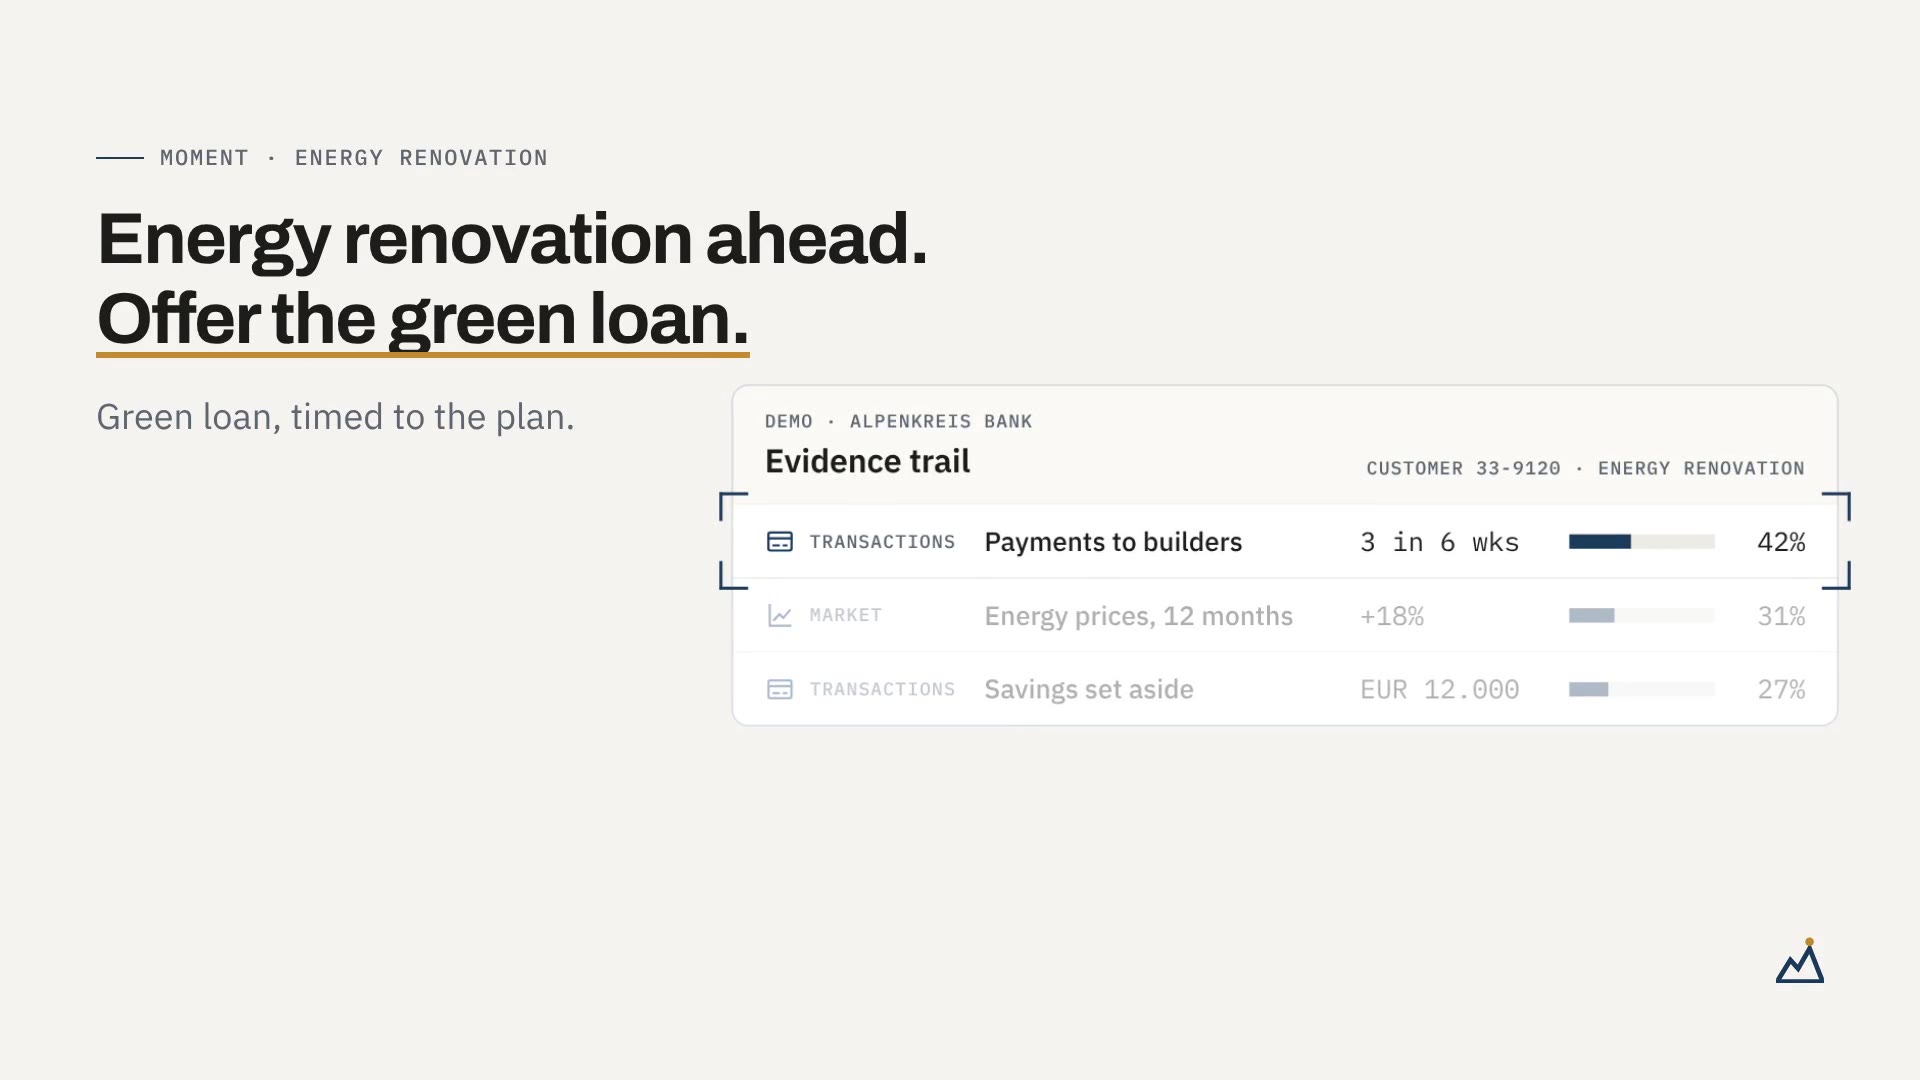 MOMENT · ENERGY RENOVATION
Energy renovation ahead.
Offer the green loan.
Green loan, timed to the plan.
DEMO · ALPENKREIS BANK
Evidence trail
CUSTOMER 33-9120 · ENERGY RENOVATION
TRANSACTIONS Payments to builders 3 in 6 wks 42%
MARKET Energy prices, 12 months +18% 31%
TRANSACTIONS Savings set aside EUR 12.000 27%